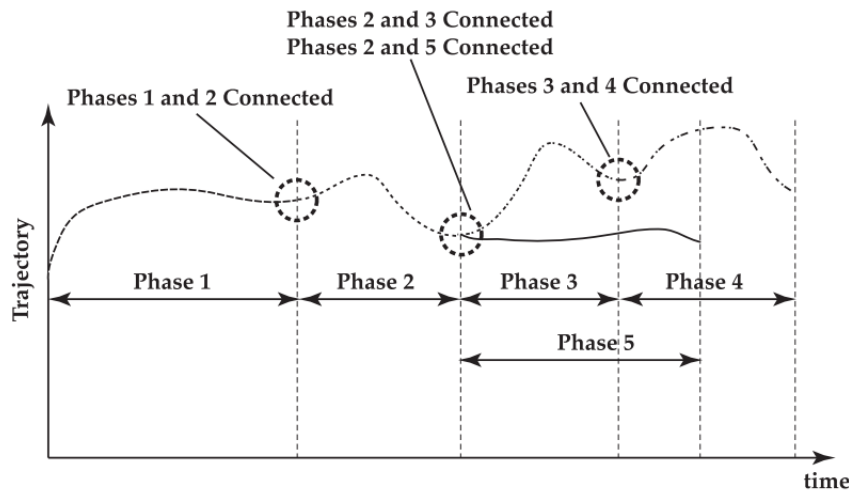 Phases 2 and 3 Connected
Phases 2 and 5 Connected
Phases 1 and 2 Connected
Phases 3 and 4 Connected
Trajectory
Phase 1
Phase 2
Phase 3
Phase 4
Phase 5
time